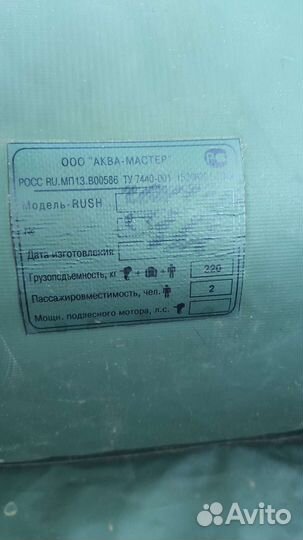 ООО "АКВА-МАСТЕР"
РОСС RU.МП13.В00586 ТУ 7440-001
Модель-RUSH
Дата изготовления
Грузоподъемность, кг + + 220
Пассажировместимость, чел. 2
Мощн. подвесного мотора, л.с.
Avito